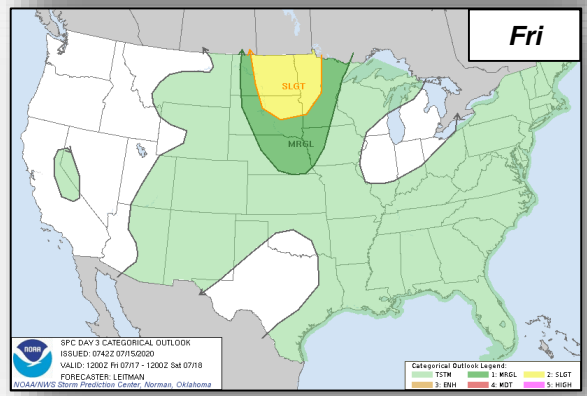 Fri
SLGT
MRGL
NOAA
SPC DAY 3 CATEGORICAL OUTLOOK
ISSUED: 0742Z 07/15/2020
VALID: 1200Z Fri 07/17 - 1200Z Sat 07/18
FORECASTER: LEITMAN
NOAA/NWS Storm Prediction Center, Norman, Oklahoma
Categorical Outlook Legend:
TSTM 1: MRGL 2: SLGT
3: ENH 4: MDT 5: HIGH